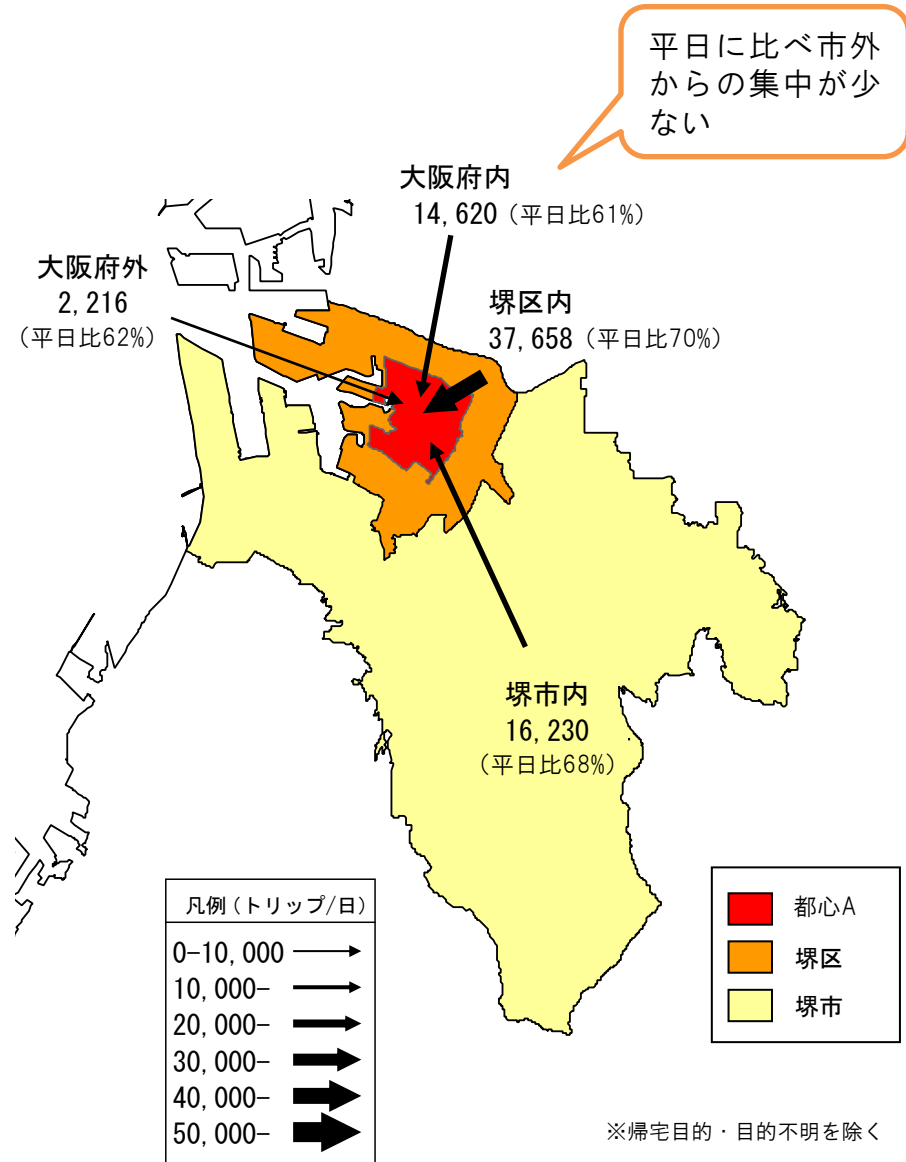 平日に比べ市外
からの集中が少
ない
大阪府内
14,620（平日比61%）
大阪府外
2,216
（平日比62%）
堺区内
37,658（平日比70%）
堺市内
16,230
（平日比68%）
凡例（トリップ/日）
0-10,000
10,000-
20,000-
30,000-
40,000-
50,000-
都心A
堺区
堺市
※帰宅目的・目的不明を除く